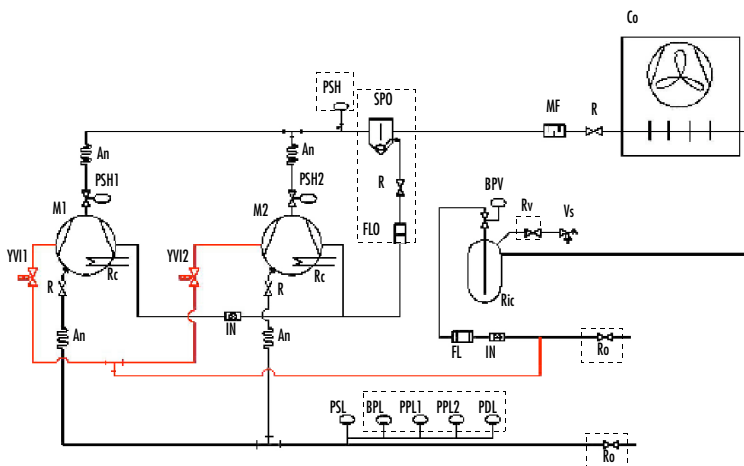 Co
PSH
SPO
MF
R
An
An
PSH1
PSH2
R
BPV
Rv
Vs
M1
M2
FLO
YVI1
YVI2
Rc
Rc
R
R
Ric
IN
An
An
FL
IN
Ro
PSL
BPL
PPL1
PPL2
PDL
Ro